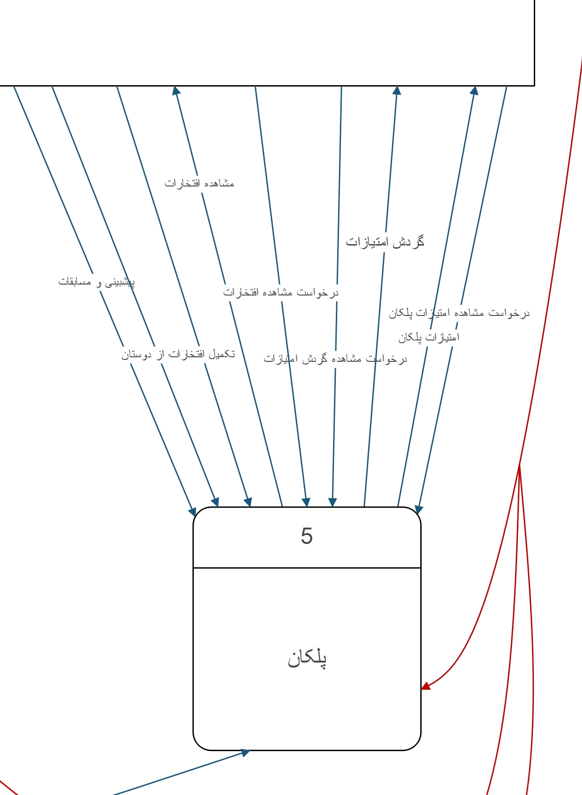 مشاهده افتخارات
گردش امتیازات
پیشبینی و مسابقات
درخواست مشاهده افتخارات
درخواست مشاهده امتیازات پلکان
امتیازات پلکان
تکمیل افتخارات از دوستان
درخواست مشاهده گردش امتیازات
5
پلکان